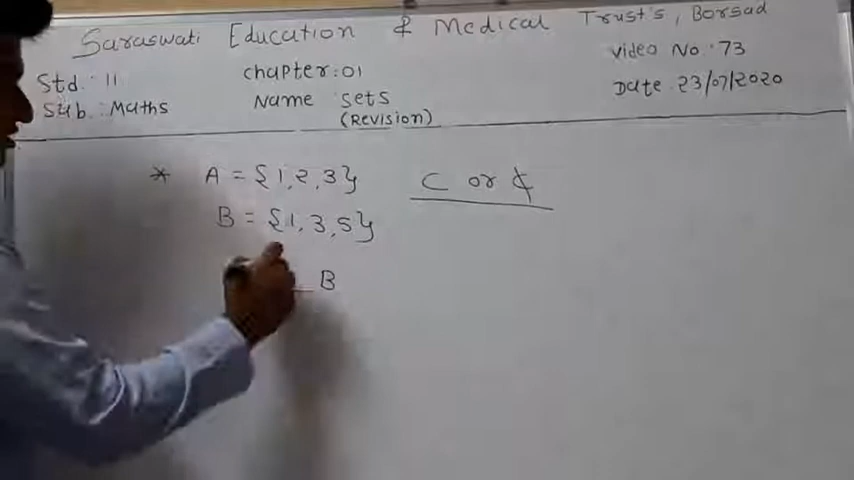 Saraswati Education & Medical Trust's, Borsad
Std. : 11
Chapter : 01
Video No : 73
Sub. : Maths
Name : Sets
Date : 23/07/2020
(Revision)
* A = {1, 2, 3}
⊂ or ⊄
B = {1, 3, 5}
_ B